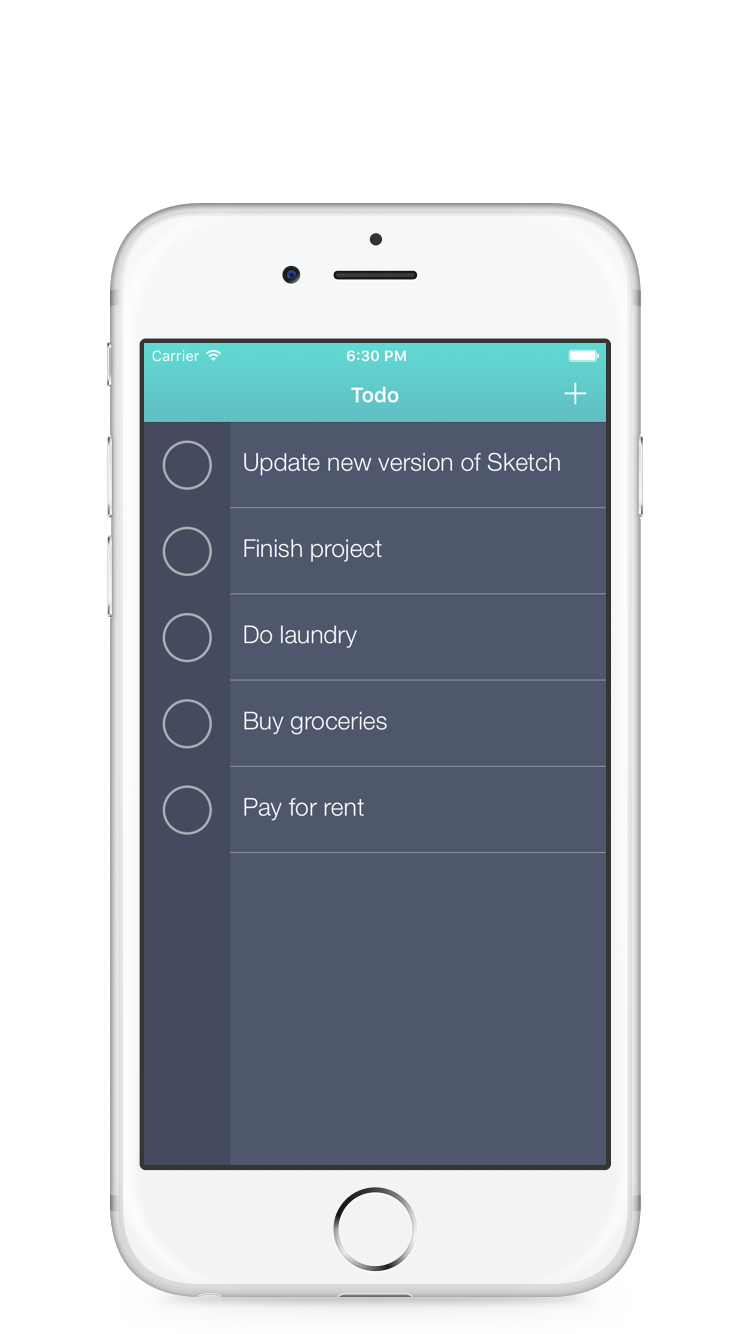 Carrier 6:30 PM
Todo
Update new version of Sketch
Finish project
Do laundry
Buy groceries
Pay for rent